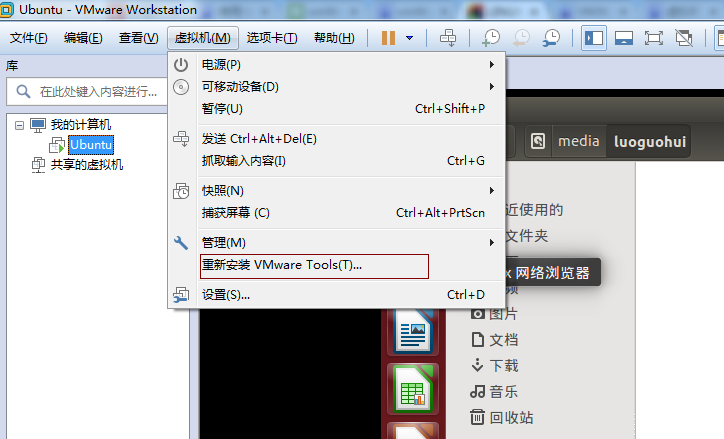 Ubuntu - VMware Workstation
文件(F) 编辑(E) 查看(V) 虚拟机(M) 选项卡(T) 帮助(H)
库
在此处键入内容进行...
我的计算机
Ubuntu
共享的虚拟机
电源(P)
可移动设备(D)
暂停(U) Ctrl+Shift+P
发送 Ctrl+Alt+Del(E)
抓取输入内容(I) Ctrl+G
快照(N)
捕获屏幕 (C) Ctrl+Alt+PrtScn
管理(M)
重新安装 VMware Tools(T)...
设置(S)... Ctrl+D
media luoguohui
近使用的
文件夹
x 网络浏览器
频
图片
文档
下载
音乐
回收站